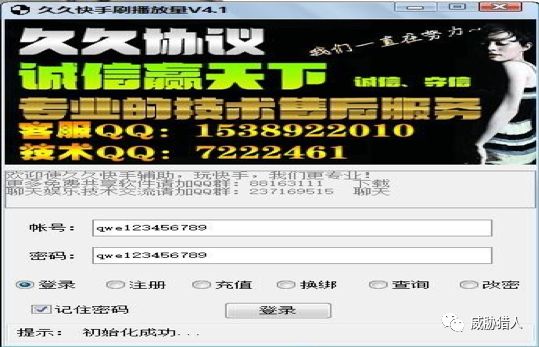 久久快手刷播放量V4.1
久久协议
我们一直在努力~
诚信赢天下
诚信、守信
专业的技术售后服务
客服QQ：1538922010
技术QQ：7222461
欢迎使久久快手辅助，玩快手，我们更专业！
更多免费共享软件请加QQ群：88163111 下载
聊天娱乐技术交流请加QQ群：237169515 聊天
帐号： qwe123456789
密码： qwe123456789
登录 注册 充值 换绑 查询 改密
记住密码 登录
提示： 初始化成功...
威胁猎人